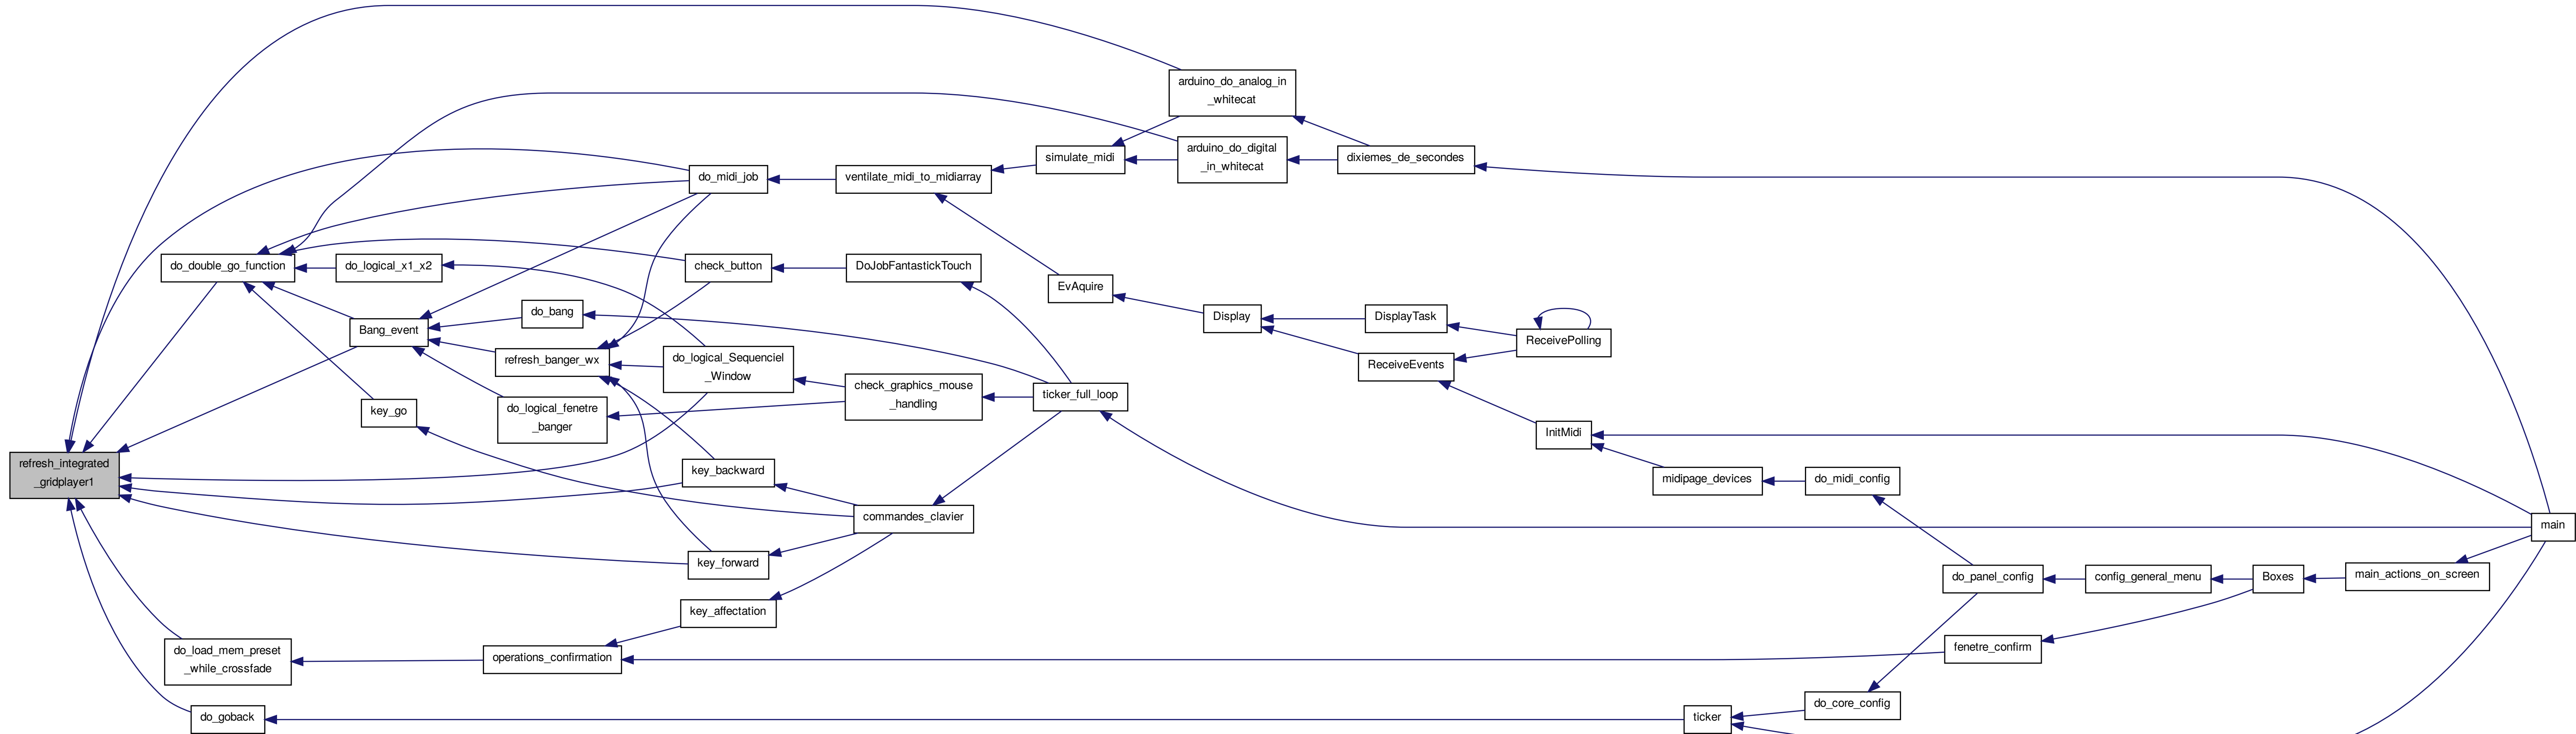 arduino_do_analog_in
_whitecat
arduino_do_digital
_in_whitecat
simulate_midi
dixiemes_de_secondes
do_midi_job
ventilate_midi_to_midiarray
do_double_go_function
do_logical_x1_x2
check_button
DoJobFantastickTouch
EvAquire
Display
DisplayTask
ReceivePolling
ReceiveEvents
Bang_event
do_bang
refresh_banger_wx
do_logical_Sequenciel
_Window
check_graphics_mouse
_handling
ticker_full_loop
key_go
do_logical_fenetre
_banger
InitMidi
refresh_integrated
_gridplayer1
key_backward
midipage_devices
do_midi_config
commandes_clavier
main
key_forward
do_panel_config
config_general_menu
Boxes
main_actions_on_screen
key_affectation
do_load_mem_preset
_while_crossfade
operations_confirmation
fenetre_confirm
do_goback
ticker
do_core_config